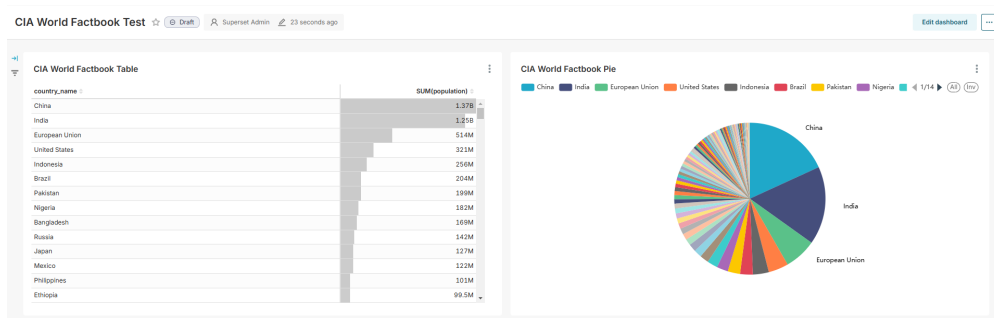 CIA World Factbook Test Draft Superset Admin 23 seconds ago Edit dashboard ...
CIA World Factbook Table
country_name SUM(population)
China 1.37B
India 1.25B
European Union 514M
United States 321M
Indonesia 256M
Brazil 204M
Pakistan 199M
Nigeria 182M
Bangladesh 169M
Russia 142M
Japan 127M
Mexico 122M
Philippines 101M
Ethiopia 99.5M
CIA World Factbook Pie
China India European Union United States Indonesia Brazil Pakistan Nigeria 1/14 All Inv
China
India
European Union